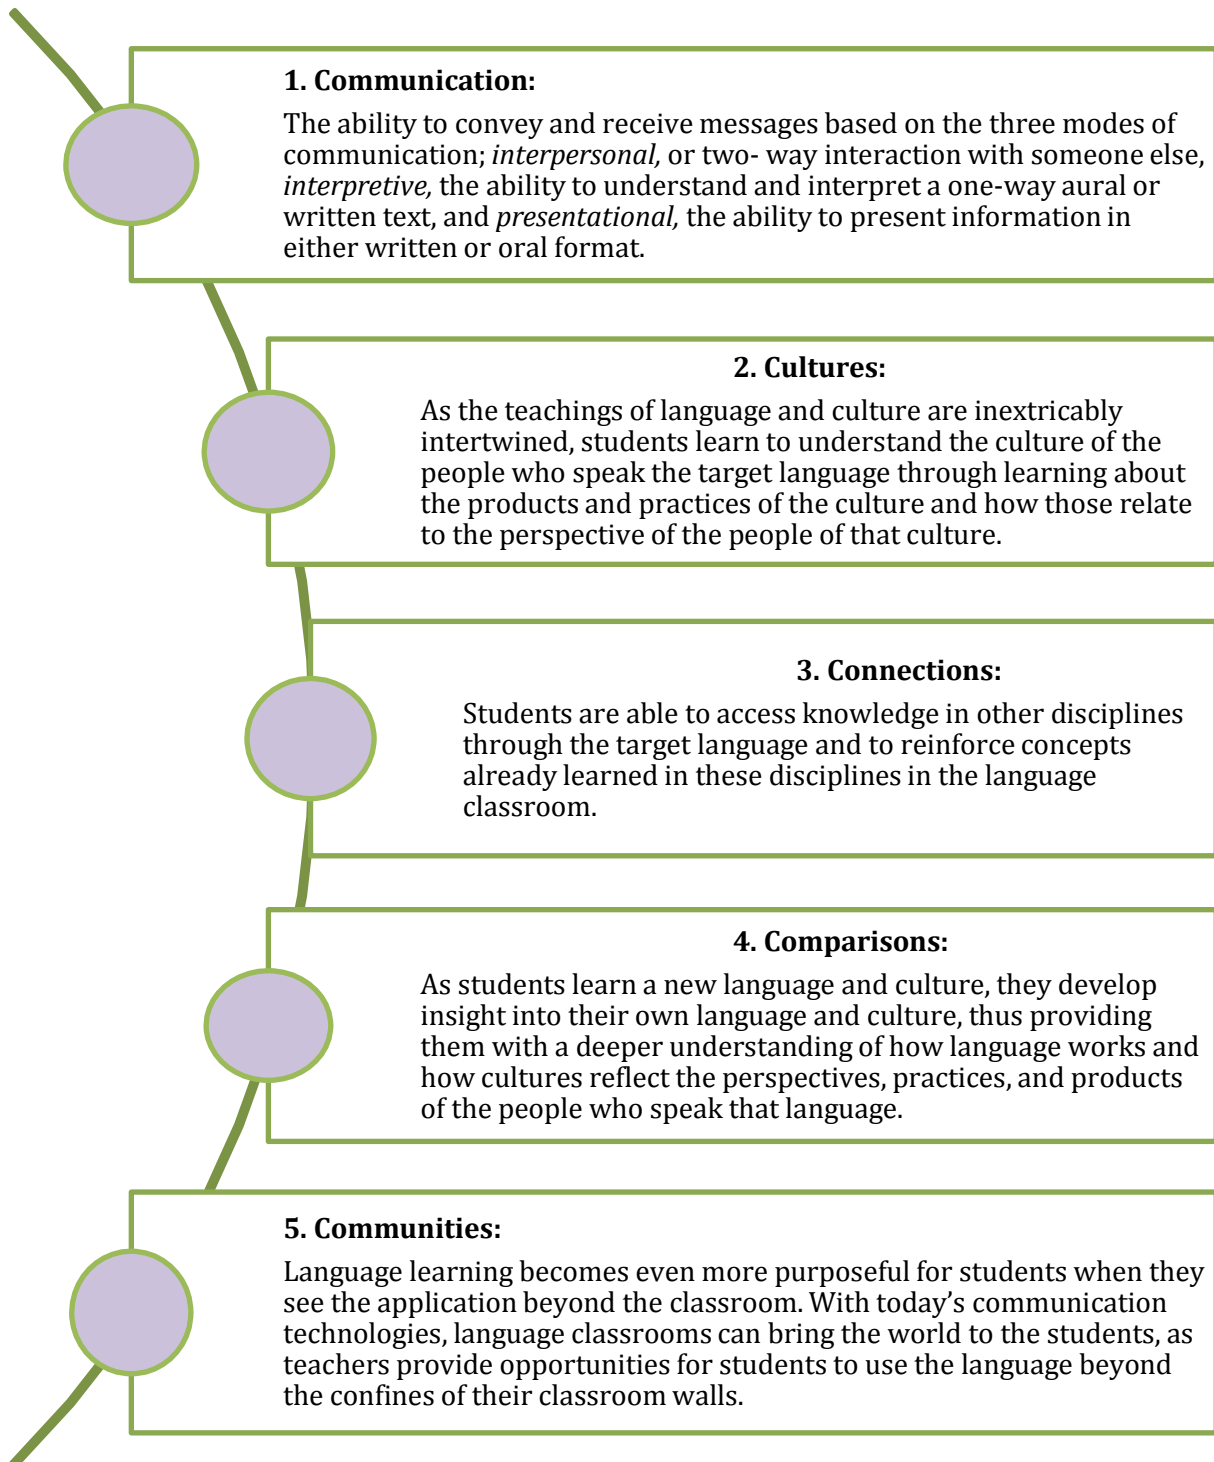 1. Communication:
The ability to convey and receive messages based on the three modes of
communication; interpersonal, or two- way interaction with someone else,
interpretive, the ability to understand and interpret a one-way aural or
written text, and presentational, the ability to present information in
either written or oral format.
2. Cultures:
As the teachings of language and culture are inextricably
intertwined, students learn to understand the culture of the
people who speak the target language through learning about
the products and practices of the culture and how those relate
to the perspective of the people of that culture.
3. Connections:
Students are able to access knowledge in other disciplines
through the target language and to reinforce concepts
already learned in these disciplines in the language
classroom.
4. Comparisons:
As students learn a new language and culture, they develop
insight into their own language and culture, thus providing
them with a deeper understanding of how language works and
how cultures reflect the perspectives, practices, and products
of the people who speak that language.
5. Communities:
Language learning becomes even more purposeful for students when they
see the application beyond the classroom. With today’s communication
technologies, language classrooms can bring the world to the students, as
teachers provide opportunities for students to use the language beyond
the confines of their classroom walls.